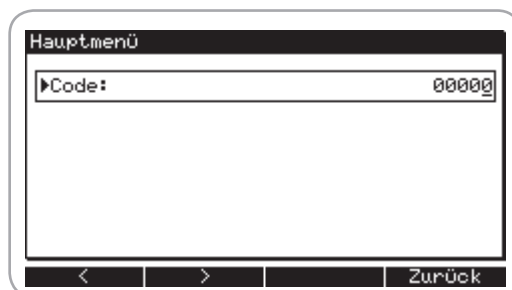 Hauptmenü
▶Code: 00000
< > Zurück